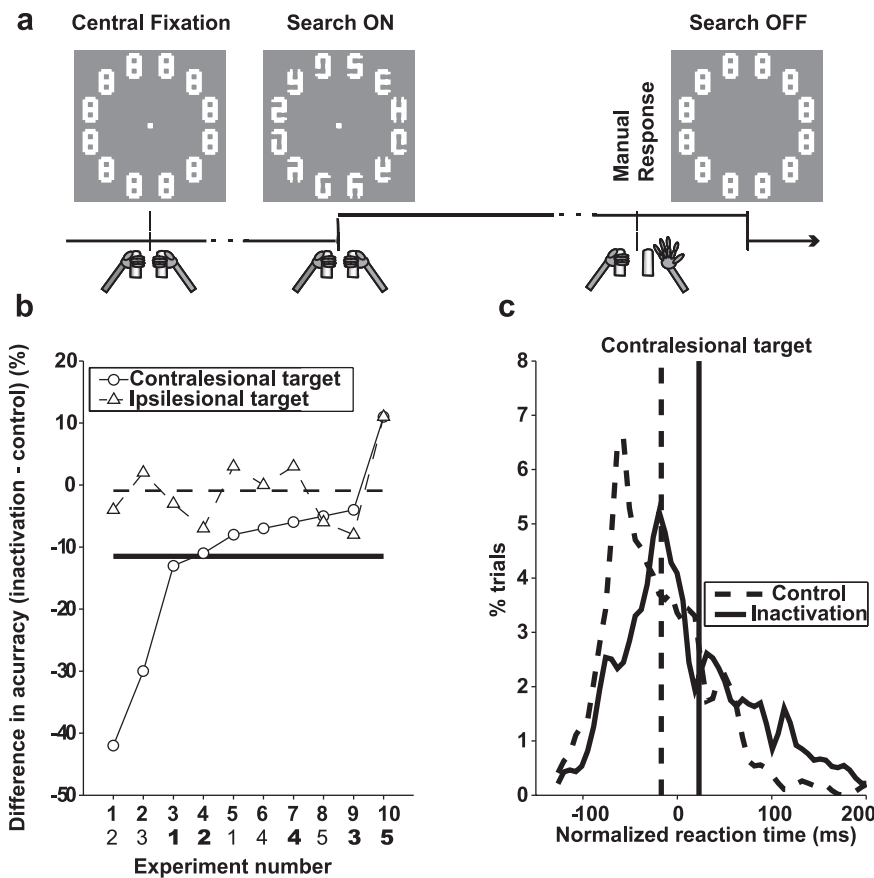 a
Central Fixation
Search ON
Search OFF
Manual
Response
b
Difference in acurracy (inactivation - control) (%)
20
10
0
-10
-20
-30
-40
-50
Contralesional target
Ipsilesional target
1 2 3 4 5 6 7 8 9 10
2 3 1 2 1 4 4 5 3 5
Experiment number
c
Contralesional target
% trials
8
7
6
5
4
3
2
1
0
Control
Inactivation
-100 0 100 200
Normalized reaction time (ms)